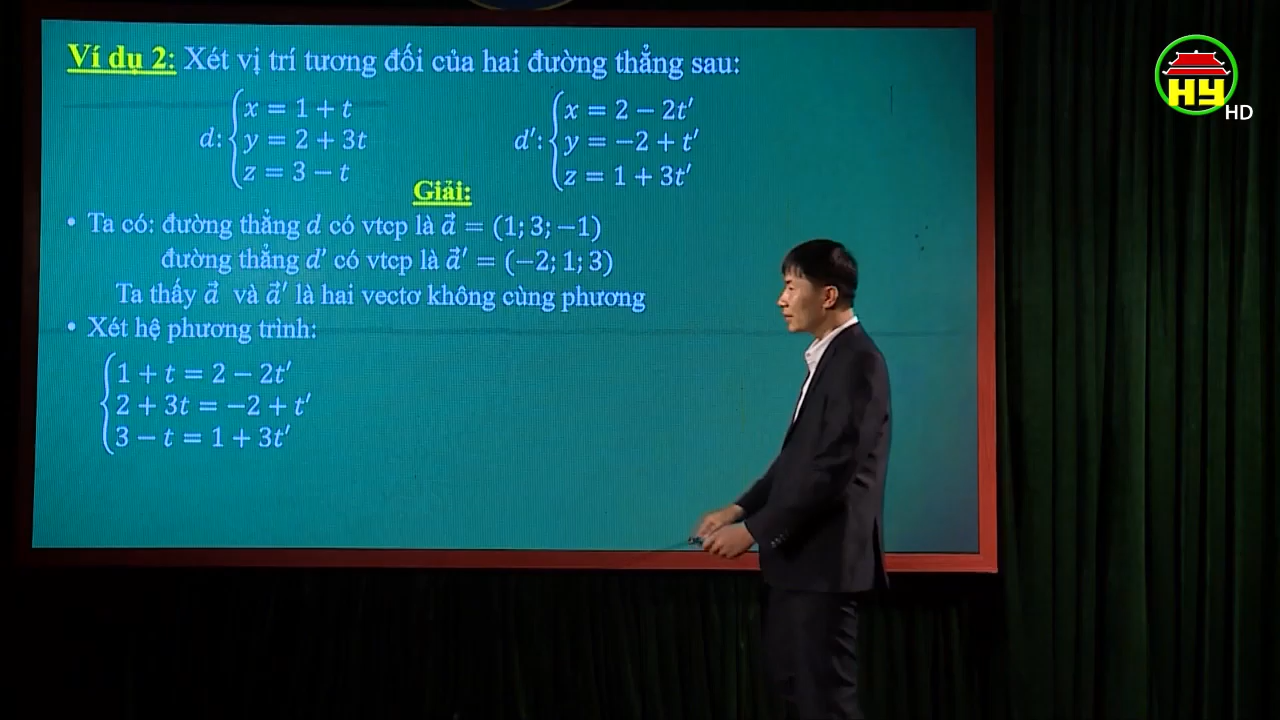 Ví dụ 2: Xét vị trí tương đối của hai đường thẳng sau:
d: { x = 1 + t
y = 2 + 3t
z = 3 − t
d′: { x = 2 − 2t′
y = −2 + t′
z = 1 + 3t′
Giải:
• Ta có: đường thẳng d có vtcp là a⃗ = (1; 3; −1)
đường thẳng d’ có vtcp là a⃗′ = (−2; 1; 3)
Ta thấy a⃗ và a⃗′ là hai vectơ không cùng phương
• Xét hệ phương trình:
{ 1 + t = 2 − 2t′
2 + 3t = −2 + t′
3 − t = 1 + 3t′
HY
HD